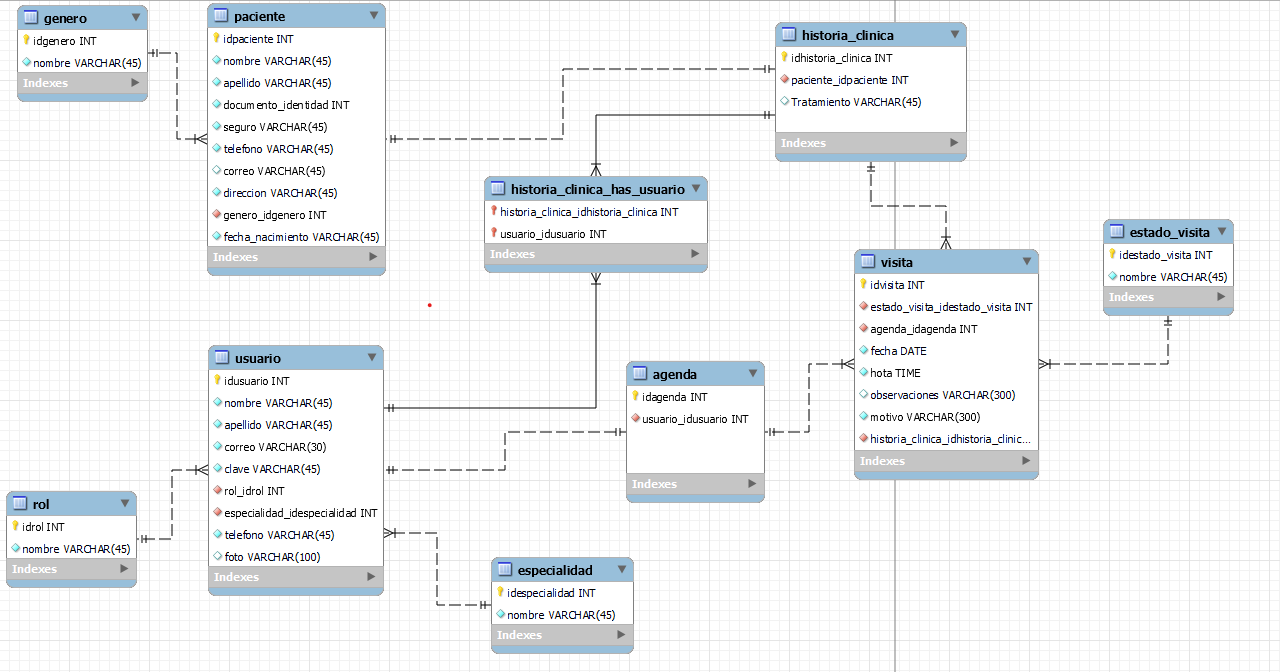 genero
idgenero INT
nombre VARCHAR(45)
Indexes
paciente
idpaciente INT
nombre VARCHAR(45)
apellido VARCHAR(45)
documento_identidad INT
seguro VARCHAR(45)
telefono VARCHAR(45)
correo VARCHAR(45)
direccion VARCHAR(45)
genero_idgenero INT
fecha_nacimiento VARCHAR(45)
Indexes
historia_clinica
idhistoria_clinica INT
paciente_idpaciente INT
Tratamiento VARCHAR(45)
Indexes
historia_clinica_has_usuario
historia_clinica_idhistoria_clinica INT
usuario_idusuario INT
Indexes
estado_visita
idestado_visita INT
nombre VARCHAR(45)
Indexes
visita
idvisita INT
estado_visita_idestado_visita INT
agenda_idagenda INT
fecha DATE
hota TIME
observaciones VARCHAR(300)
motivo VARCHAR(300)
historia_clinica_idhistoria_clinic...
Indexes
usuario
idusuario INT
nombre VARCHAR(45)
apellido VARCHAR(45)
correo VARCHAR(30)
clave VARCHAR(45)
rol_idrol INT
especialidad_idespecialidad INT
telefono VARCHAR(45)
foto VARCHAR(100)
Indexes
agenda
idagenda INT
usuario_idusuario INT
Indexes
rol
idrol INT
nombre VARCHAR(45)
Indexes
especialidad
idespecialidad INT
nombre VARCHAR(45)
Indexes